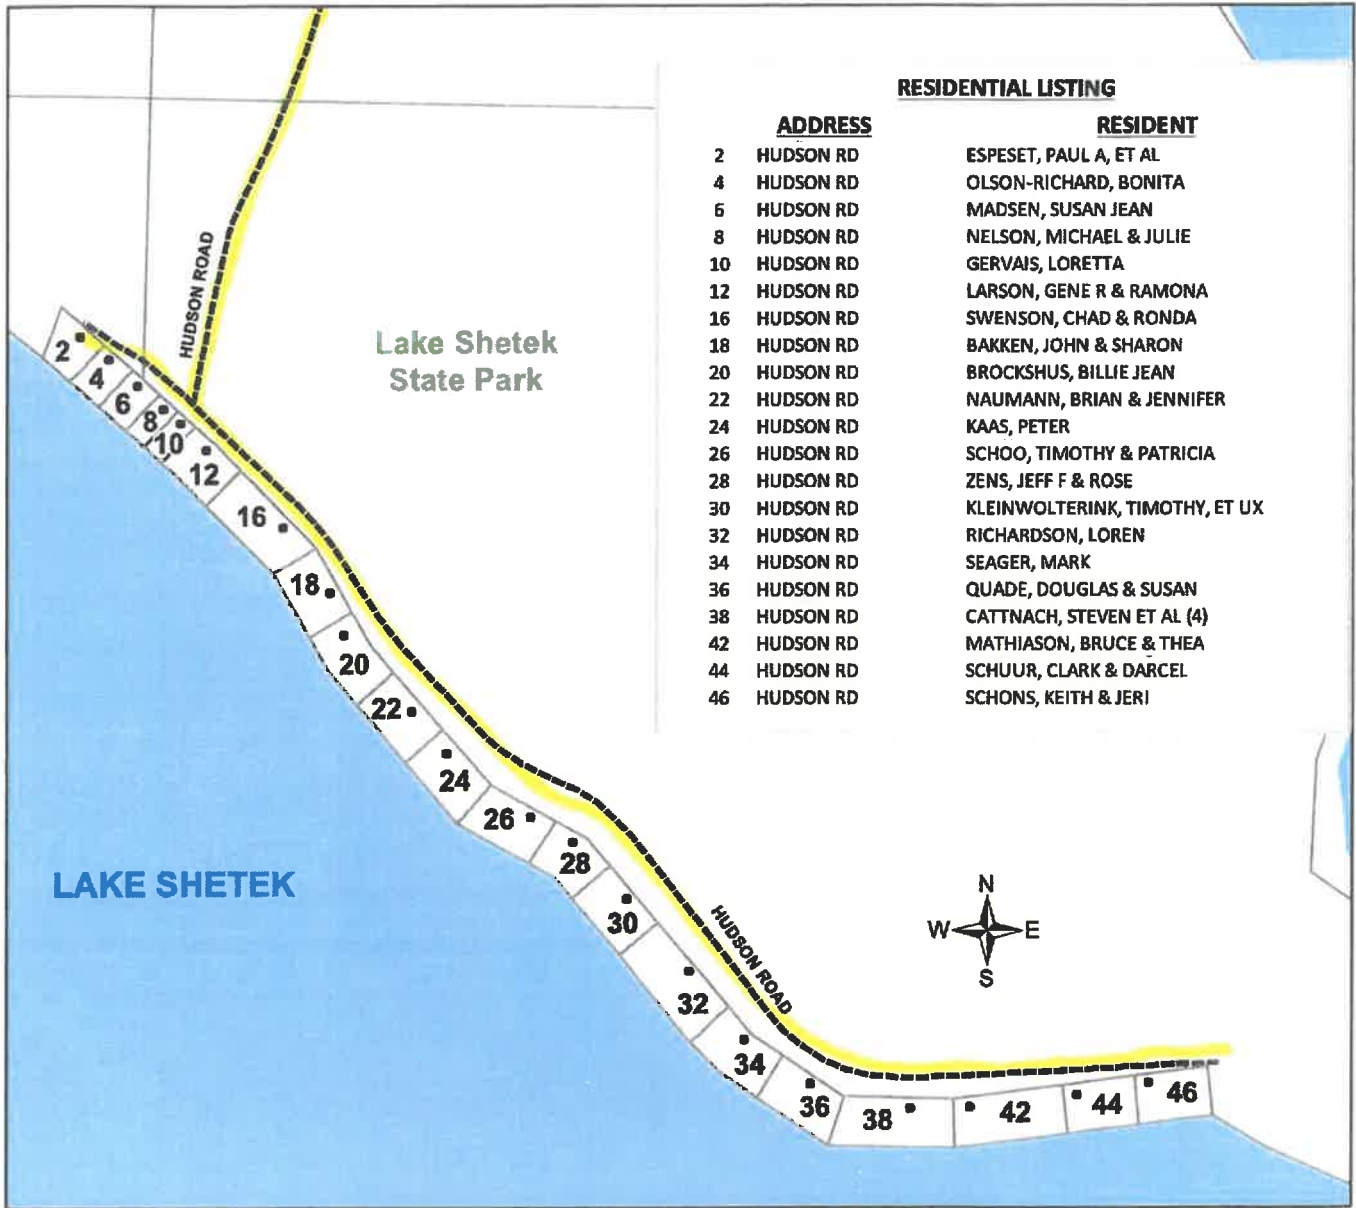 RESIDENTIAL LISTING
ADDRESS RESIDENT
2 HUDSON RD ESPESET, PAUL A, ET AL
4 HUDSON RD OLSON-RICHARD, BONITA
6 HUDSON RD MADSEN, SUSAN JEAN
8 HUDSON RD NELSON, MICHAEL & JULIE
10 HUDSON RD GERVAIS, LORETTA
12 HUDSON RD LARSON, GENE R & RAMONA
16 HUDSON RD SWENSON, CHAD & RONDA
18 HUDSON RD BAKKEN, JOHN & SHARON
20 HUDSON RD BROCKSHUS, BILLIE JEAN
22 HUDSON RD NAUMANN, BRIAN & JENNIFER
24 HUDSON RD KAAS, PETER
26 HUDSON RD SCHOO, TIMOTHY & PATRICIA
28 HUDSON RD ZENS, JEFF F & ROSE
30 HUDSON RD KLEINWOLTERINK, TIMOTHY, ET UX
32 HUDSON RD RICHARDSON, LOREN
34 HUDSON RD SEAGER, MARK
36 HUDSON RD QUADE, DOUGLAS & SUSAN
38 HUDSON RD CATTNACH, STEVEN ET AL (4)
42 HUDSON RD MATHIASON, BRUCE & THEA
44 HUDSON RD SCHUUR, CLARK & DARCEL
46 HUDSON RD SCHONS, KEITH & JERI
HUDSON ROAD
Lake Shetek
State Park
2
4
6
8
10
12
16
18
20
22
24
26
28
30
32
34
36
38
42
44
46
HUDSON ROAD
LAKE SHETEK
N
W E
S